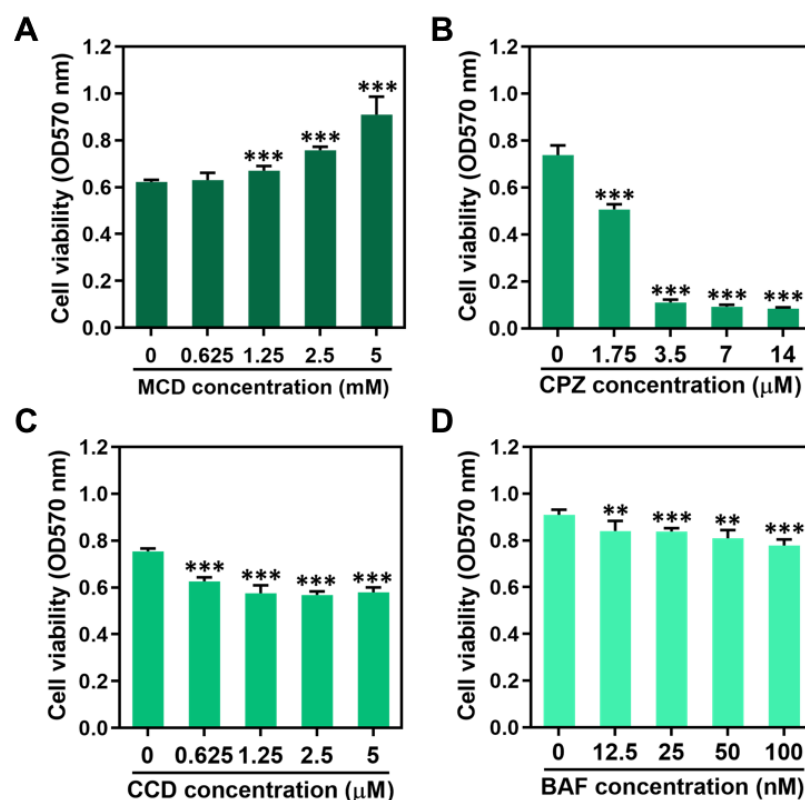 A
Cell viability (OD570 nm)
1.2
1.0
0.8
0.6
0.4
0.2
0.0
***
***
***
0 0.625 1.25 2.5 5
MCD concentration (mM)
B
Cell viability (OD570 nm)
1.2
1.0
0.8
0.6
0.4
0.2
0.0
***
***
***
***
0 1.75 3.5 7 14
CPZ concentration (μM)
C
Cell viability (OD570 nm)
1.2
1.0
0.8
0.6
0.4
0.2
0.0
***
***
***
***
0 0.625 1.25 2.5 5
CCD concentration (μM)
D
Cell viability (OD570 nm)
1.2
1.0
0.8
0.6
0.4
0.2
0.0
**
***
**
***
0 12.5 25 50 100
BAF concentration (nM)